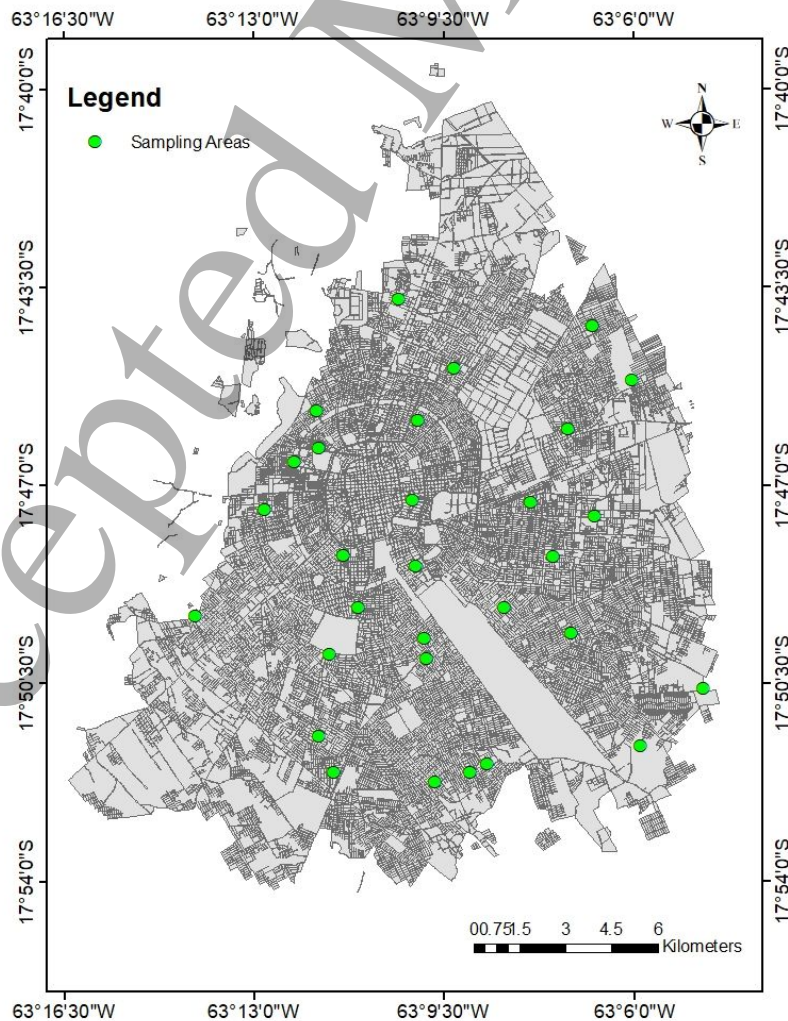 63°16'30"W 63°13'0"W 63°9'30"W 63°6'0"W
17°40'0"S 17°40'0"S
Legend
Sampling Areas
N
W E
S
17°43'30"S 17°43'30"S
17°47'0"S 17°47'0"S
17°50'30"S 17°50'30"S
17°54'0"S 17°54'0"S
00.751.5 3 4.5 6
Kilometers
63°16'30"W 63°13'0"W 63°9'30"W 63°6'0"W
cepted M